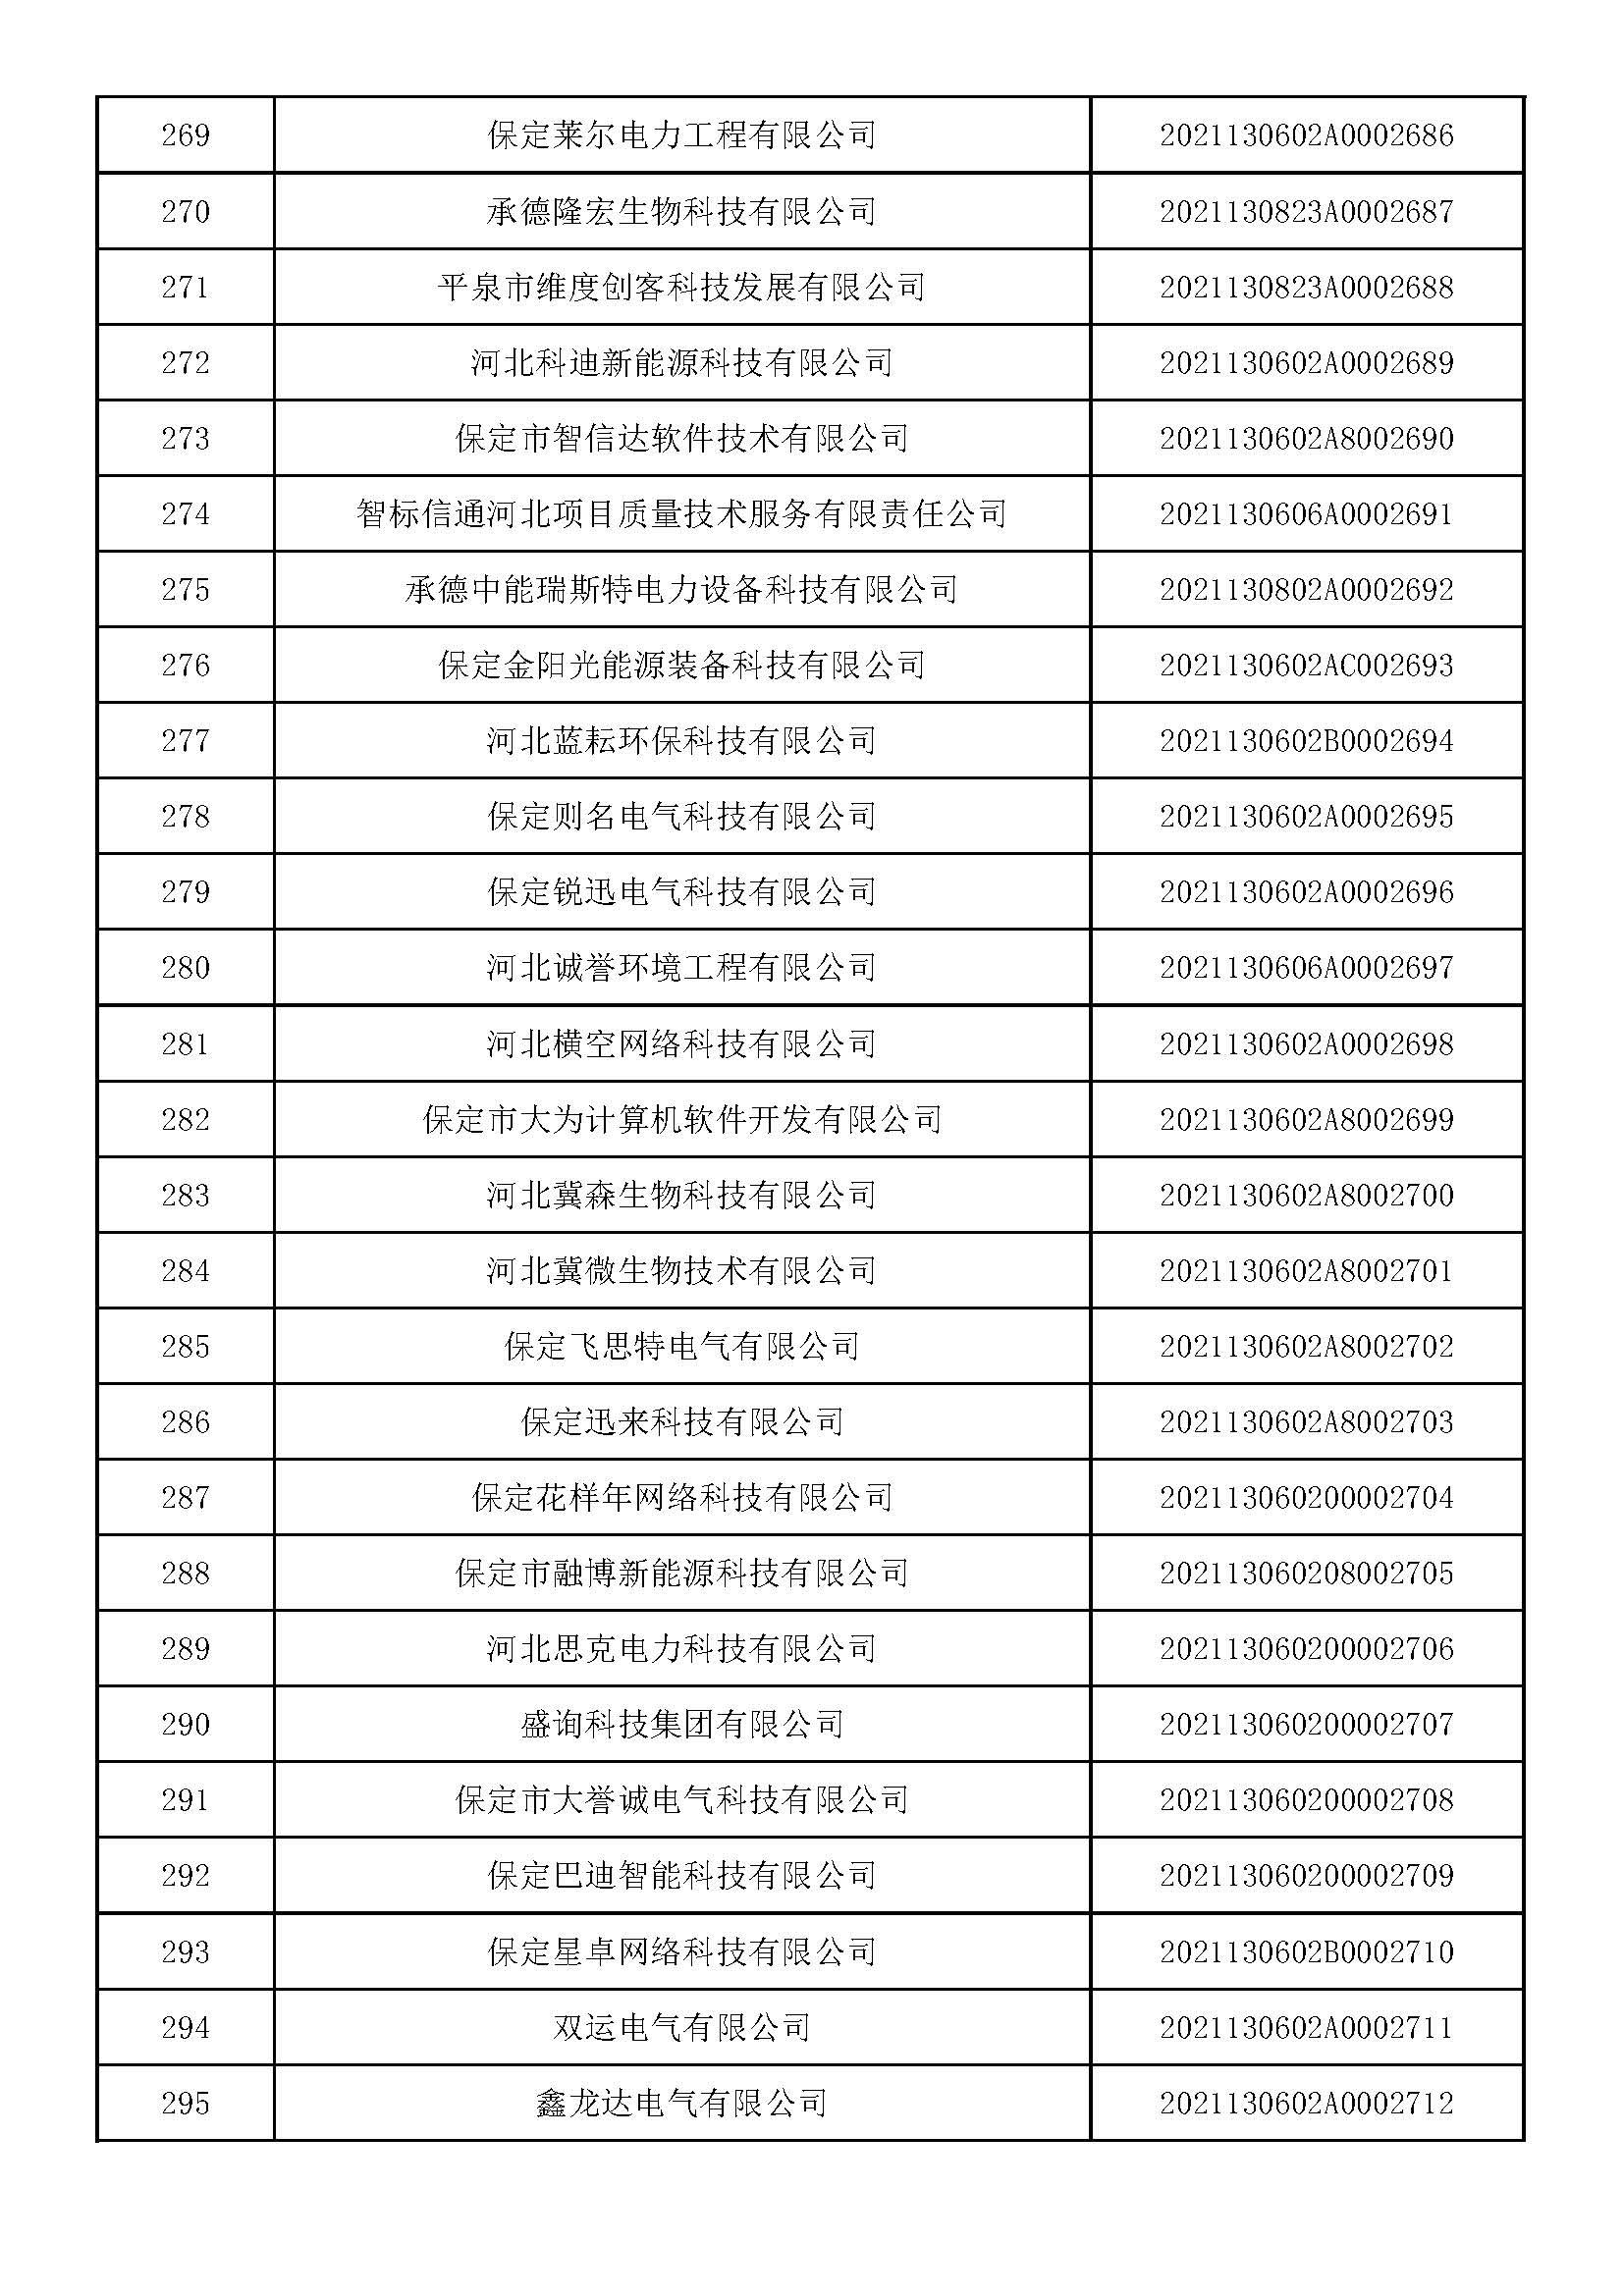 269 保定莱尔电力工程有限公司 2021130602A0002686
270 承德隆宏生物科技有限公司 2021130823A0002687
271 平泉市维度创客科技发展有限公司 2021130823A0002688
272 河北科迪新能源科技有限公司 2021130602A0002689
273 保定市智信达软件技术有限公司 2021130602A8002690
274 智标信通河北项目质量技术服务有限责任公司 2021130606A0002691
275 承德中能瑞斯特电力设备科技有限公司 2021130802A0002692
276 保定金阳光能源装备科技有限公司 2021130602AC002693
277 河北蓝耘环保科技有限公司 2021130602B0002694
278 保定则名电气科技有限公司 2021130602A0002695
279 保定锐迅电气科技有限公司 2021130602A0002696
280 河北诚誉环境工程有限公司 2021130606A0002697
281 河北横空网络科技有限公司 2021130602A0002698
282 保定市大为计算机软件开发有限公司 2021130602A8002699
283 河北冀森生物科技有限公司 2021130602A8002700
284 河北冀微生物技术有限公司 2021130602A8002701
285 保定飞思特电气有限公司 2021130602A8002702
286 保定迅来科技有限公司 2021130602A8002703
287 保定花样年网络科技有限公司 202113060200002704
288 保定市融博新能源科技有限公司 202113060208002705
289 河北思克电力科技有限公司 202113060200002706
290 盛询科技集团有限公司 202113060200002707
291 保定市大誉诚电气科技有限公司 202113060200002708
292 保定巴迪智能科技有限公司 202113060200002709
293 保定星卓网络科技有限公司 2021130602B0002710
294 双运电气有限公司 2021130602A0002711
295 鑫龙达电气有限公司 2021130602A0002712